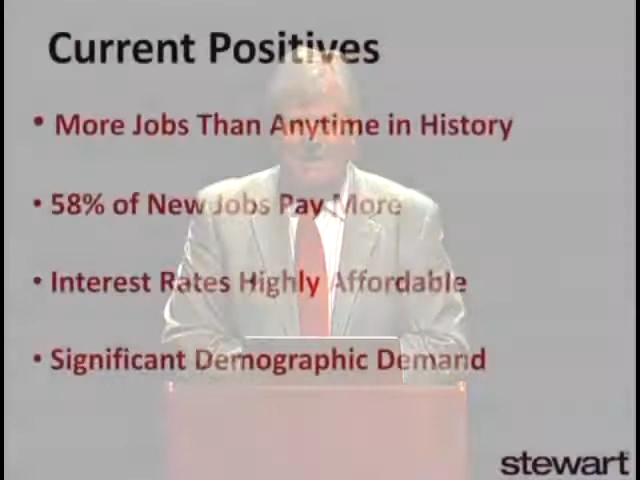 Current Positives
• More Jobs Than Anytime in History
• 58% of New Jobs Pay More
• Interest Rates Highly Affordable
• Significant Demographic Demand
stewart